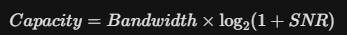 Capacity = Bandwidth × log₂(1 + SNR)